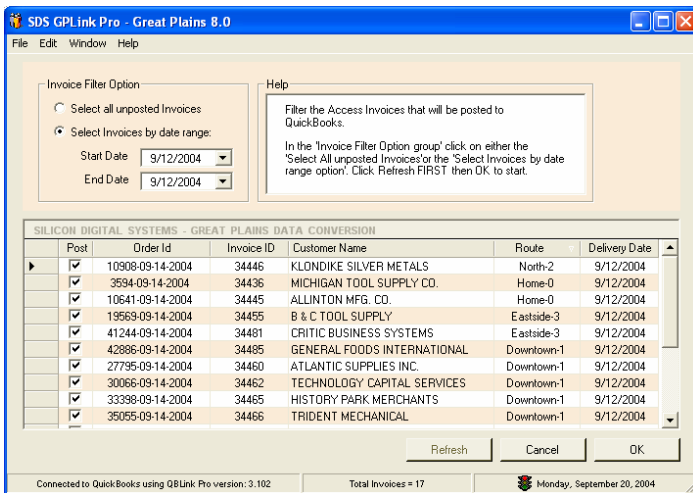 SDS GPLink Pro - Great Plains 8.0
File Edit Window Help
Invoice Filter Option
Select all unposted Invoices
Select Invoices by date range:
Start Date 9/12/2004
End Date 9/12/2004
Help
Filter the Access Invoices that will be posted to
QuickBooks.
In the 'Invoice Filter Option group' click on either the
'Select All unposted Invoices'or the 'Select Invoices by date
range option'. Click Refresh FIRST then OK to start.
SILICON DIGITAL SYSTEMS - GREAT PLAINS DATA CONVERSION
Post Order Id Invoice ID Customer Name Route Delivery Date
10908-09-14-2004 34446 KLONDIKE SILVER METALS North-2 9/12/2004
3594-09-14-2004 34436 MICHIGAN TOOL SUPPLY CO. Home-0 9/12/2004
10641-09-14-2004 34445 ALLINTON MFG. CO. Home-0 9/12/2004
19569-09-14-2004 34455 B & C TOOL SUPPLY Eastside-3 9/12/2004
41244-09-14-2004 34481 CRITIC BUSINESS SYSTEMS Eastside-3 9/12/2004
42886-09-14-2004 34485 GENERAL FOODS INTERNATIONAL Downtown-1 9/12/2004
27795-09-14-2004 34460 ATLANTIC SUPPLIES INC. Downtown-1 9/12/2004
30066-09-14-2004 34462 TECHNOLOGY CAPITAL SERVICES Downtown-1 9/12/2004
33398-09-14-2004 34465 HISTORY PARK MERCHANTS Downtown-1 9/12/2004
35055-09-14-2004 34466 TRIDENT MECHANICAL Downtown-1 9/12/2004
Refresh Cancel OK
Connected to QuickBooks using QBLink Pro version: 3.102 Total Invoices = 17 Monday, September 20, 2004